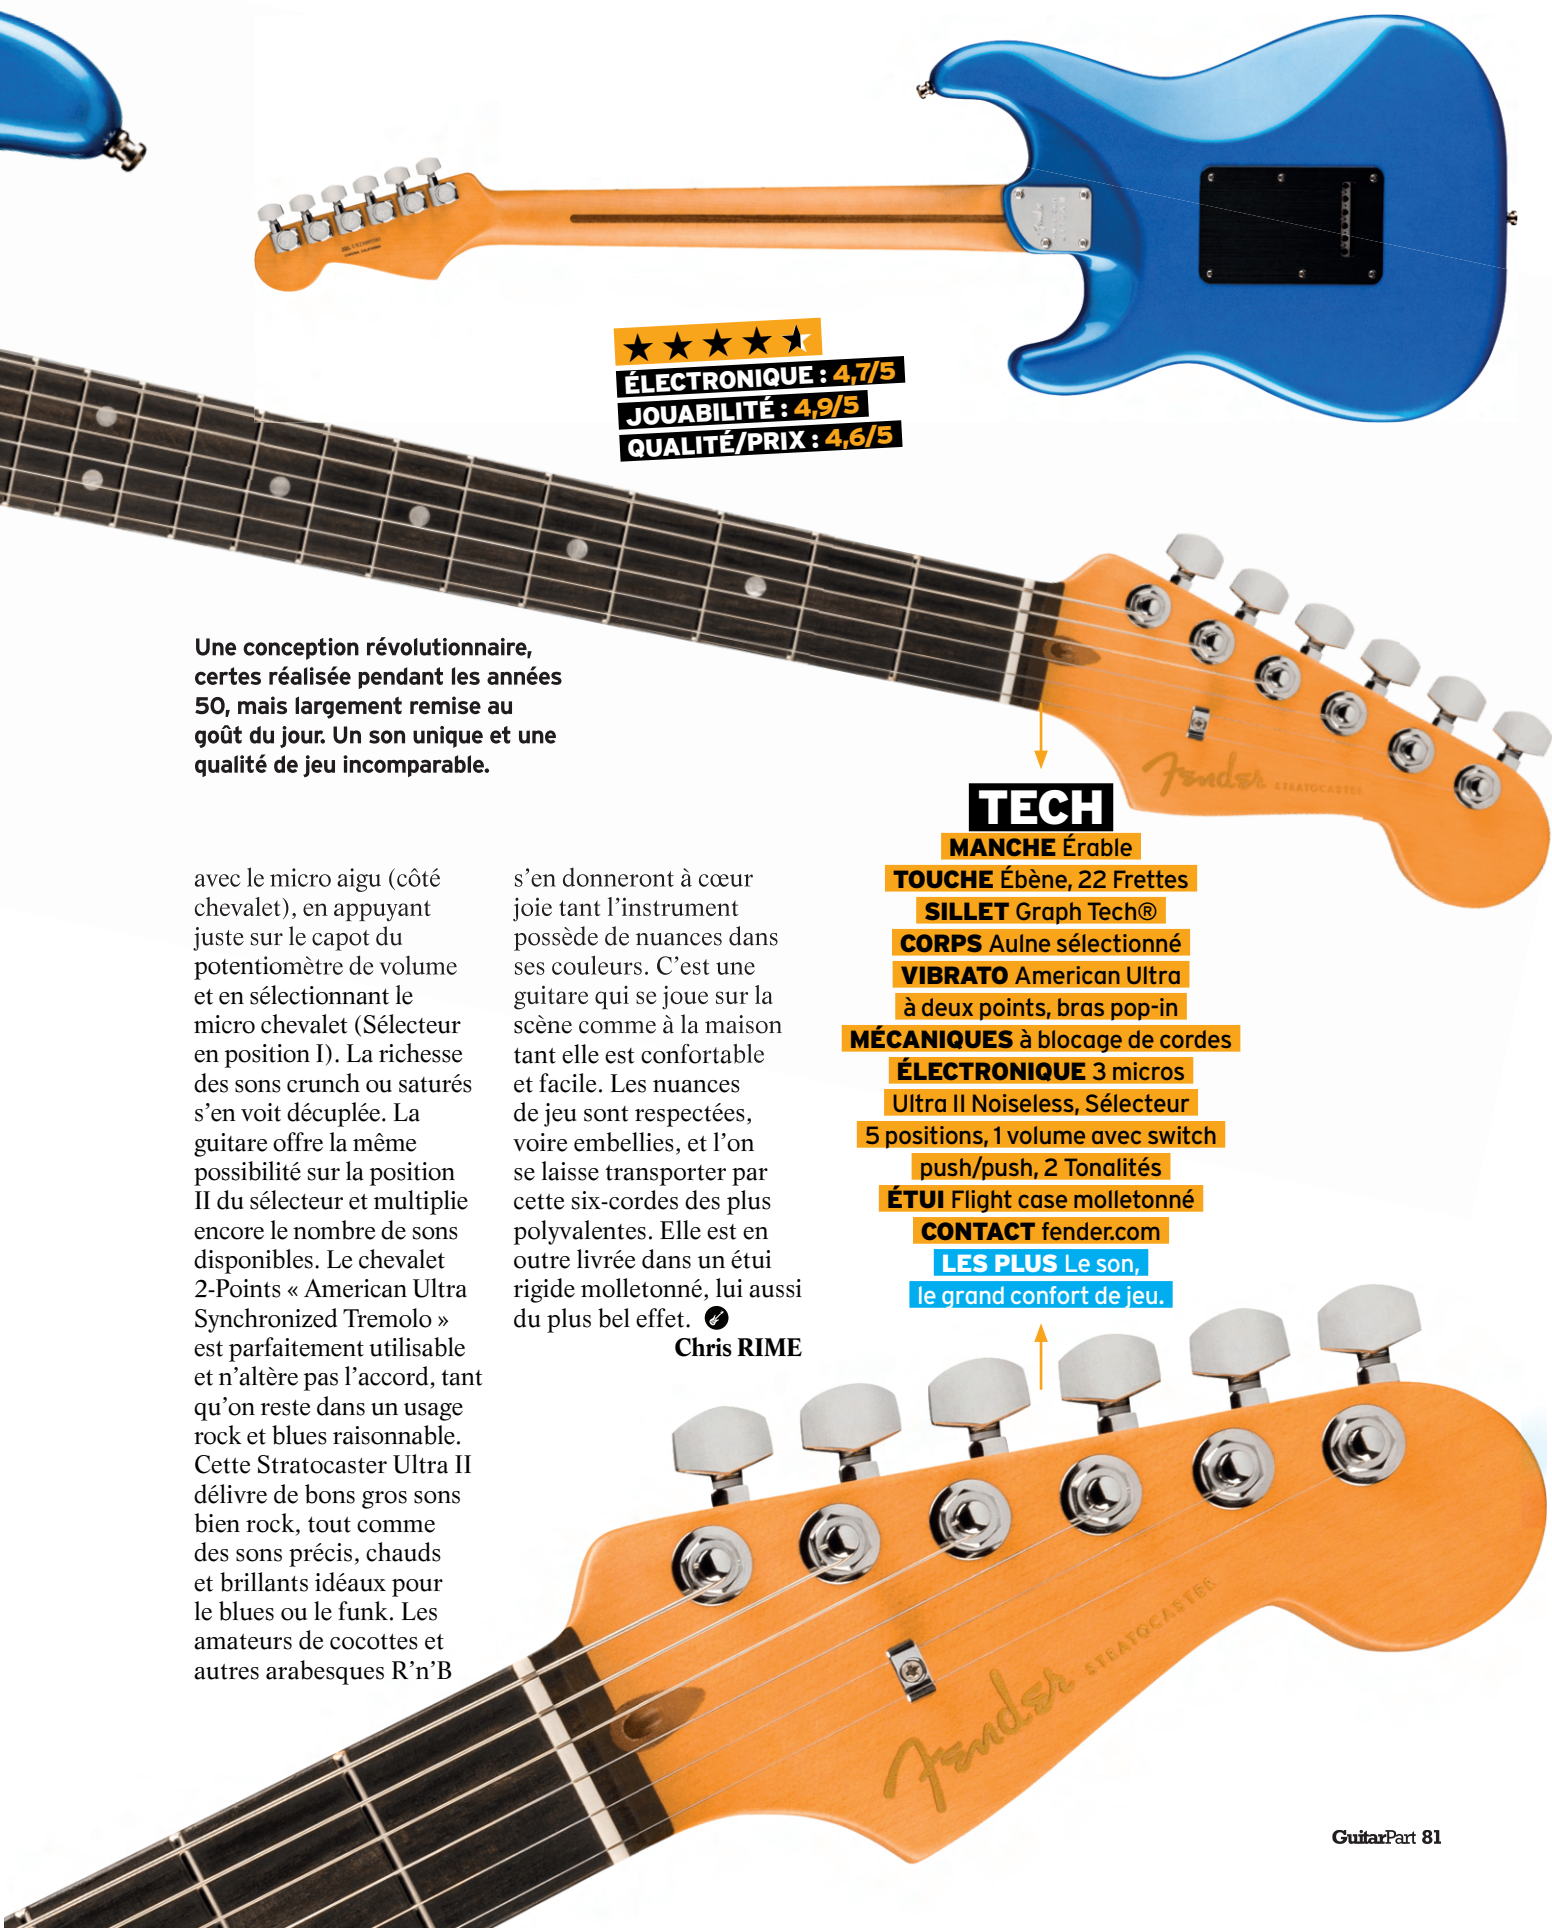 ÉLECTRONIQUE : 4,7/5
JOUABILITÉ : 4,9/5
QUALITÉ/PRIX : 4,6/5
Une conception révolutionnaire,
certes réalisée pendant les années
50, mais largement remise au
goût du jour. Un son unique et une
qualité de jeu incomparable.
Fender STRATOCASTER
avec le micro aigu (côté
chevalet), en appuyant
juste sur le capot du
potentiomètre de volume
et en sélectionnant le
micro chevalet (Sélecteur
en position I). La richesse
des sons crunch ou saturés
s'en voit décuplée. La
guitare offre la même
possibilité sur la position
II du sélecteur et multiplie
encore le nombre de sons
disponibles. Le chevalet
2-Points « American Ultra
Synchronized Tremolo »
est parfaitement utilisable
et n'altère pas l'accord, tant
qu'on reste dans un usage
rock et blues raisonnable.
Cette Stratocaster Ultra II
délivre de bons gros sons
bien rock, tout comme
des sons précis, chauds
et brillants idéaux pour
le blues ou le funk. Les
amateurs de cocottes et
autres arabesques R'n'B
s'en donneront à cœur
joie tant l'instrument
possède de nuances dans
ses couleurs. C'est une
guitare qui se joue sur la
scène comme à la maison
tant elle est confortable
et facile. Les nuances
de jeu sont respectées,
voire embellies, et l'on
se laisse transporter par
cette six-cordes des plus
polyvalentes. Elle est en
outre livrée dans un étui
rigide molletonné, lui aussi
du plus bel effet.
Chris RIME
TECH
MANCHE Érable
TOUCHE Ébène, 22 Frettes
SILLET Graph Tech®
CORPS Aulne sélectionné
VIBRATO American Ultra
à deux points, bras pop-in
MÉCANIQUES à blocage de cordes
ÉLECTRONIQUE 3 micros
Ultra II Noiseless, Sélecteur
5 positions, 1 volume avec switch
push/push, 2 Tonalités
ÉTUI Flight case molletonné
CONTACT fender.com
LES PLUS Le son,
le grand confort de jeu.
Fender STRATOCASTER
GuitarPart 81